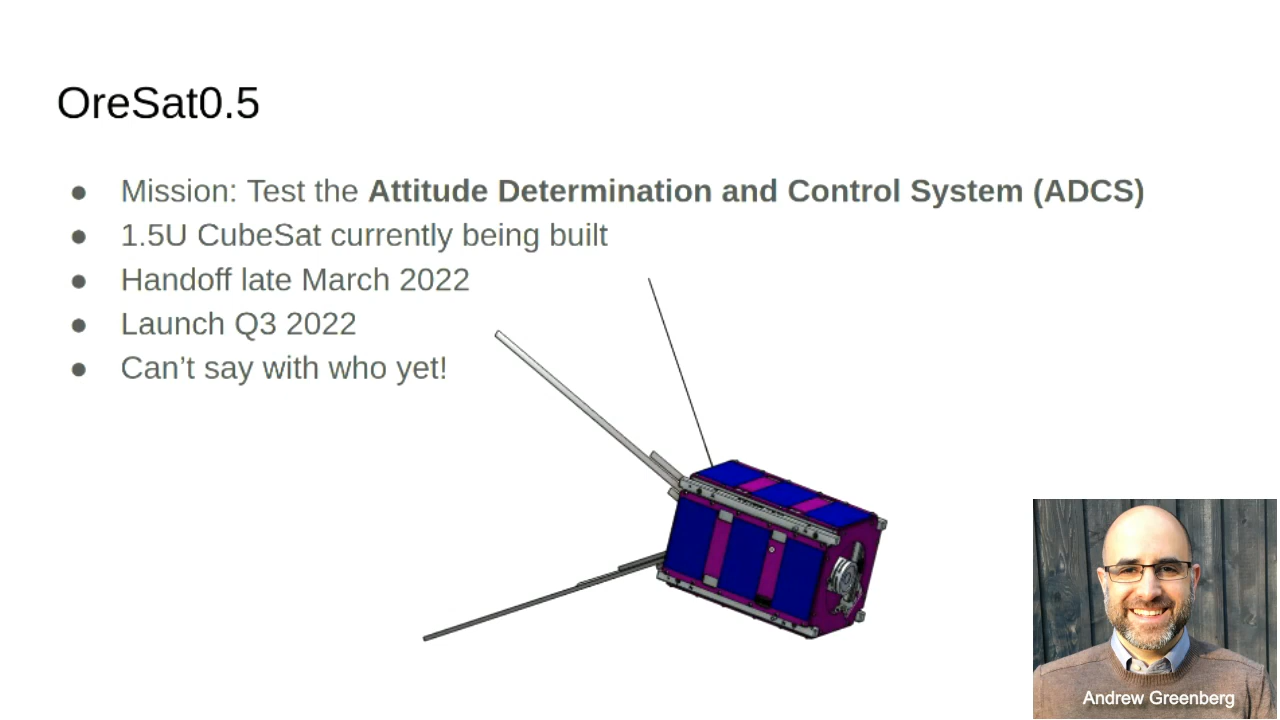 OreSat0.5
● Mission: Test the Attitude Determination and Control System (ADCS)
● 1.5U CubeSat currently being built
● Handoff late March 2022
● Launch Q3 2022
● Can’t say with who yet!
Andrew Greenberg